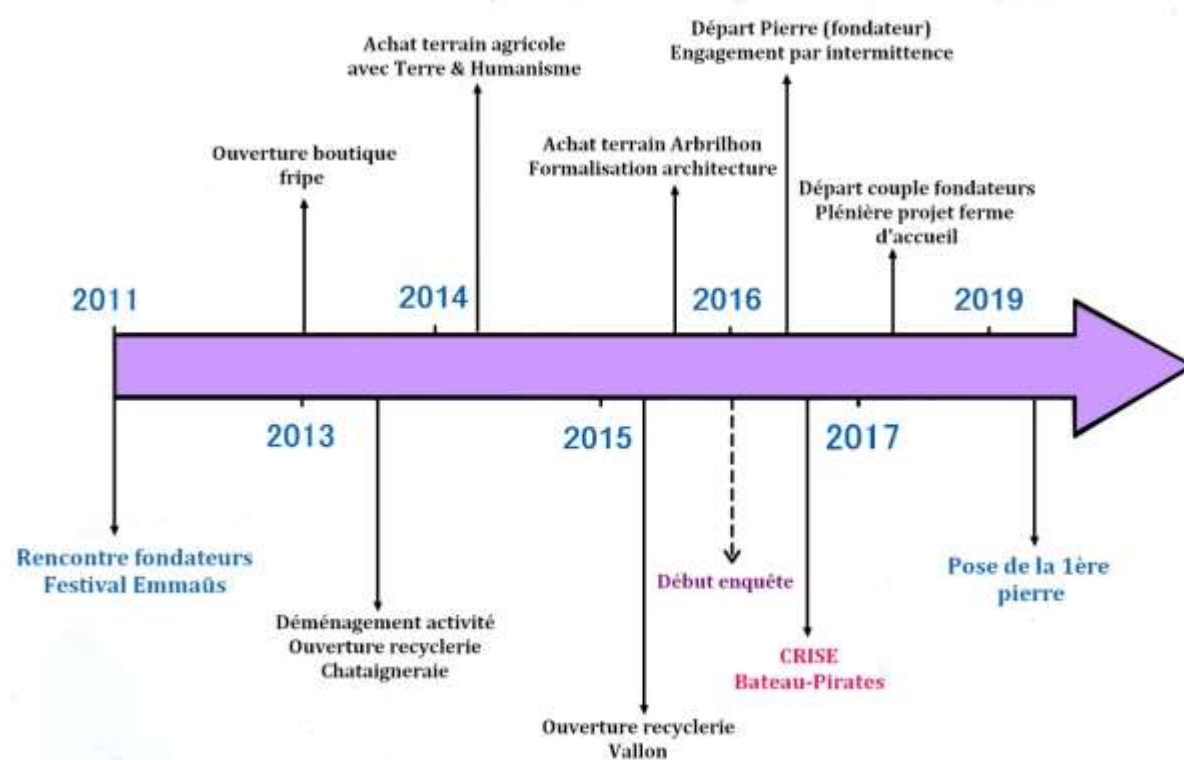 Départ Pierre (fondateur)
Engagement par intermittence
Achat terrain agricole
avec Terre & Humanisme
Achat terrain Arbrilhon
Formalisation architecture
Ouverture boutique
fripe
Départ couple fondateurs
Plénière projet ferme
d'accueil
2011
2014
2016
2019
2013
2015
2017
Rencontre fondateurs
Festival Emmaüs
Début enquête
Pose de la 1ère
pierre
Déménagement activité
Ouverture recyclerie
Chataigneraie
CRISE
Bateau-Pirates
Ouverture recyclerie
Vallon